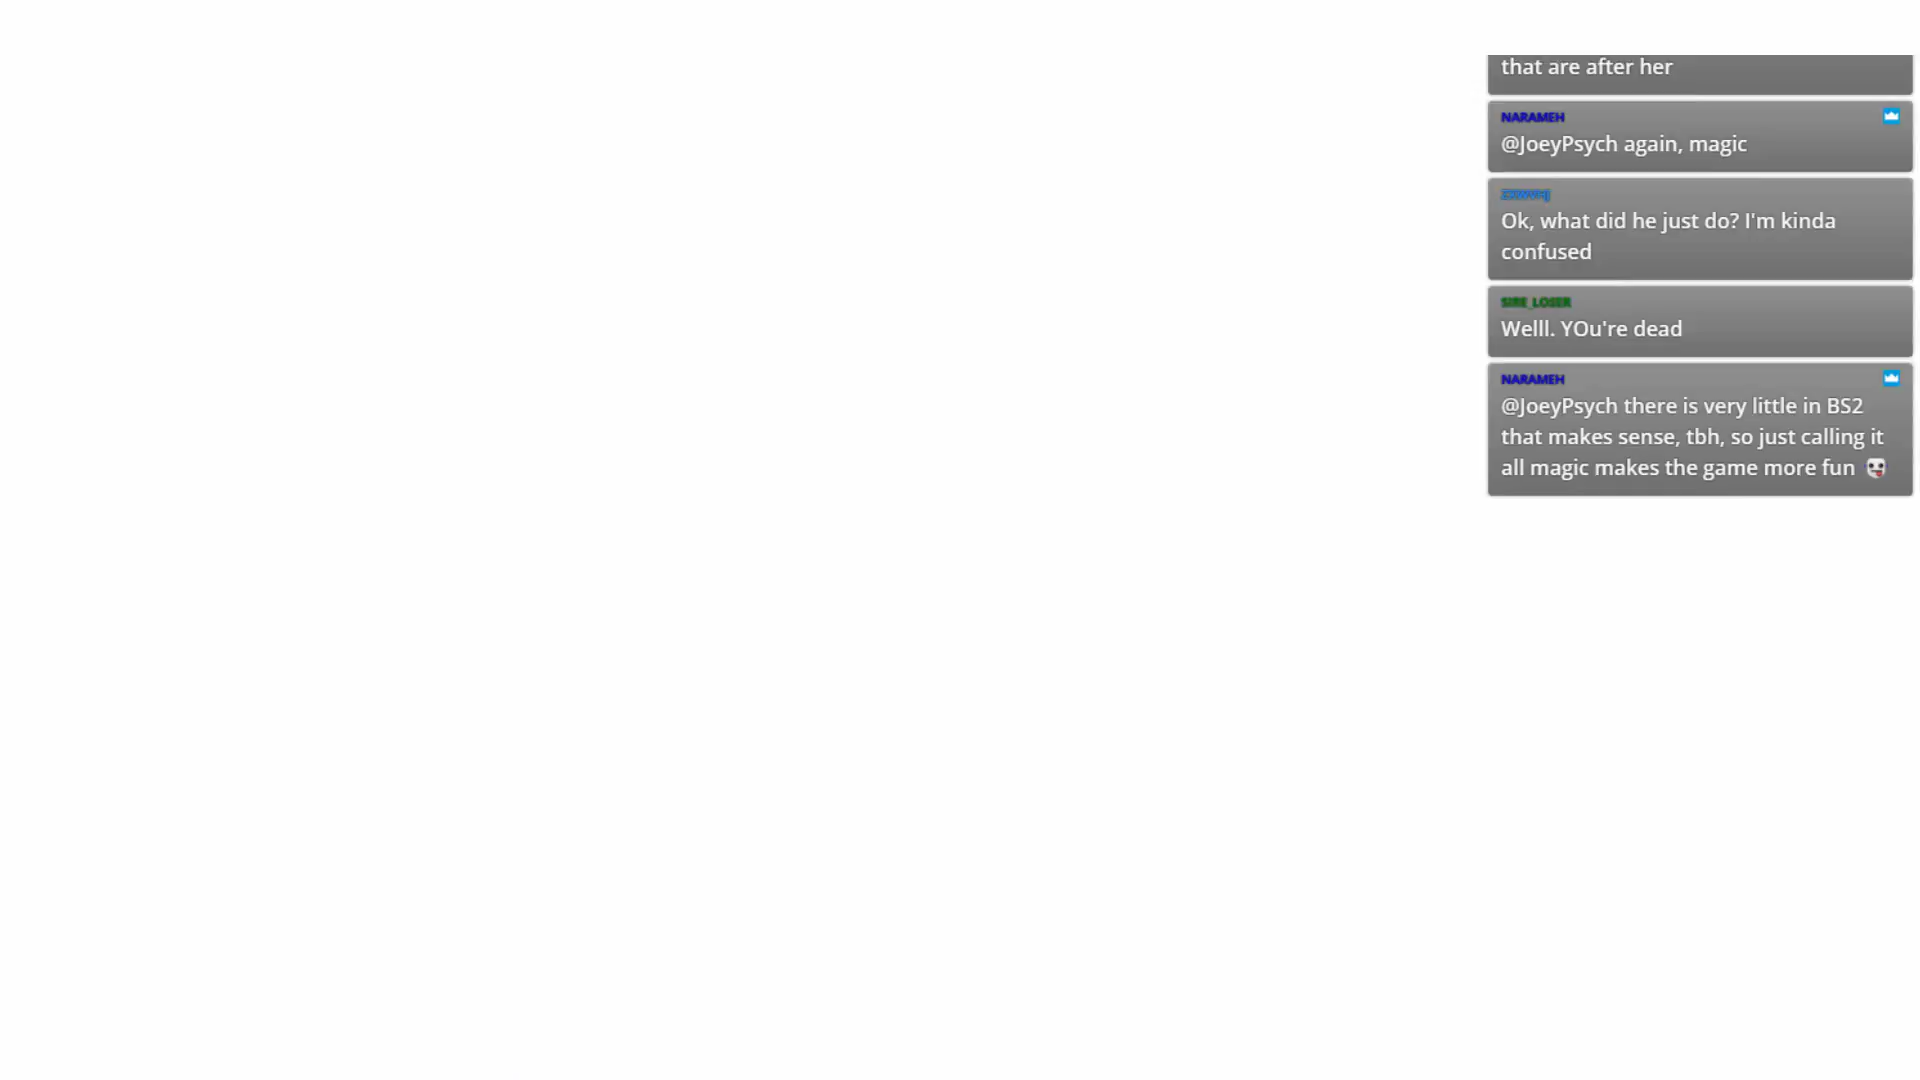 that are after her
NARAMEH
@JoeyPsych again, magic
Ok, what did he just do? I'm kinda
confused
SIRE_LOSER
Welll. YOu're dead
NARAMEH
@JoeyPsych there is very little in BS2
that makes sense, tbh, so just calling it
all magic makes the game more fun